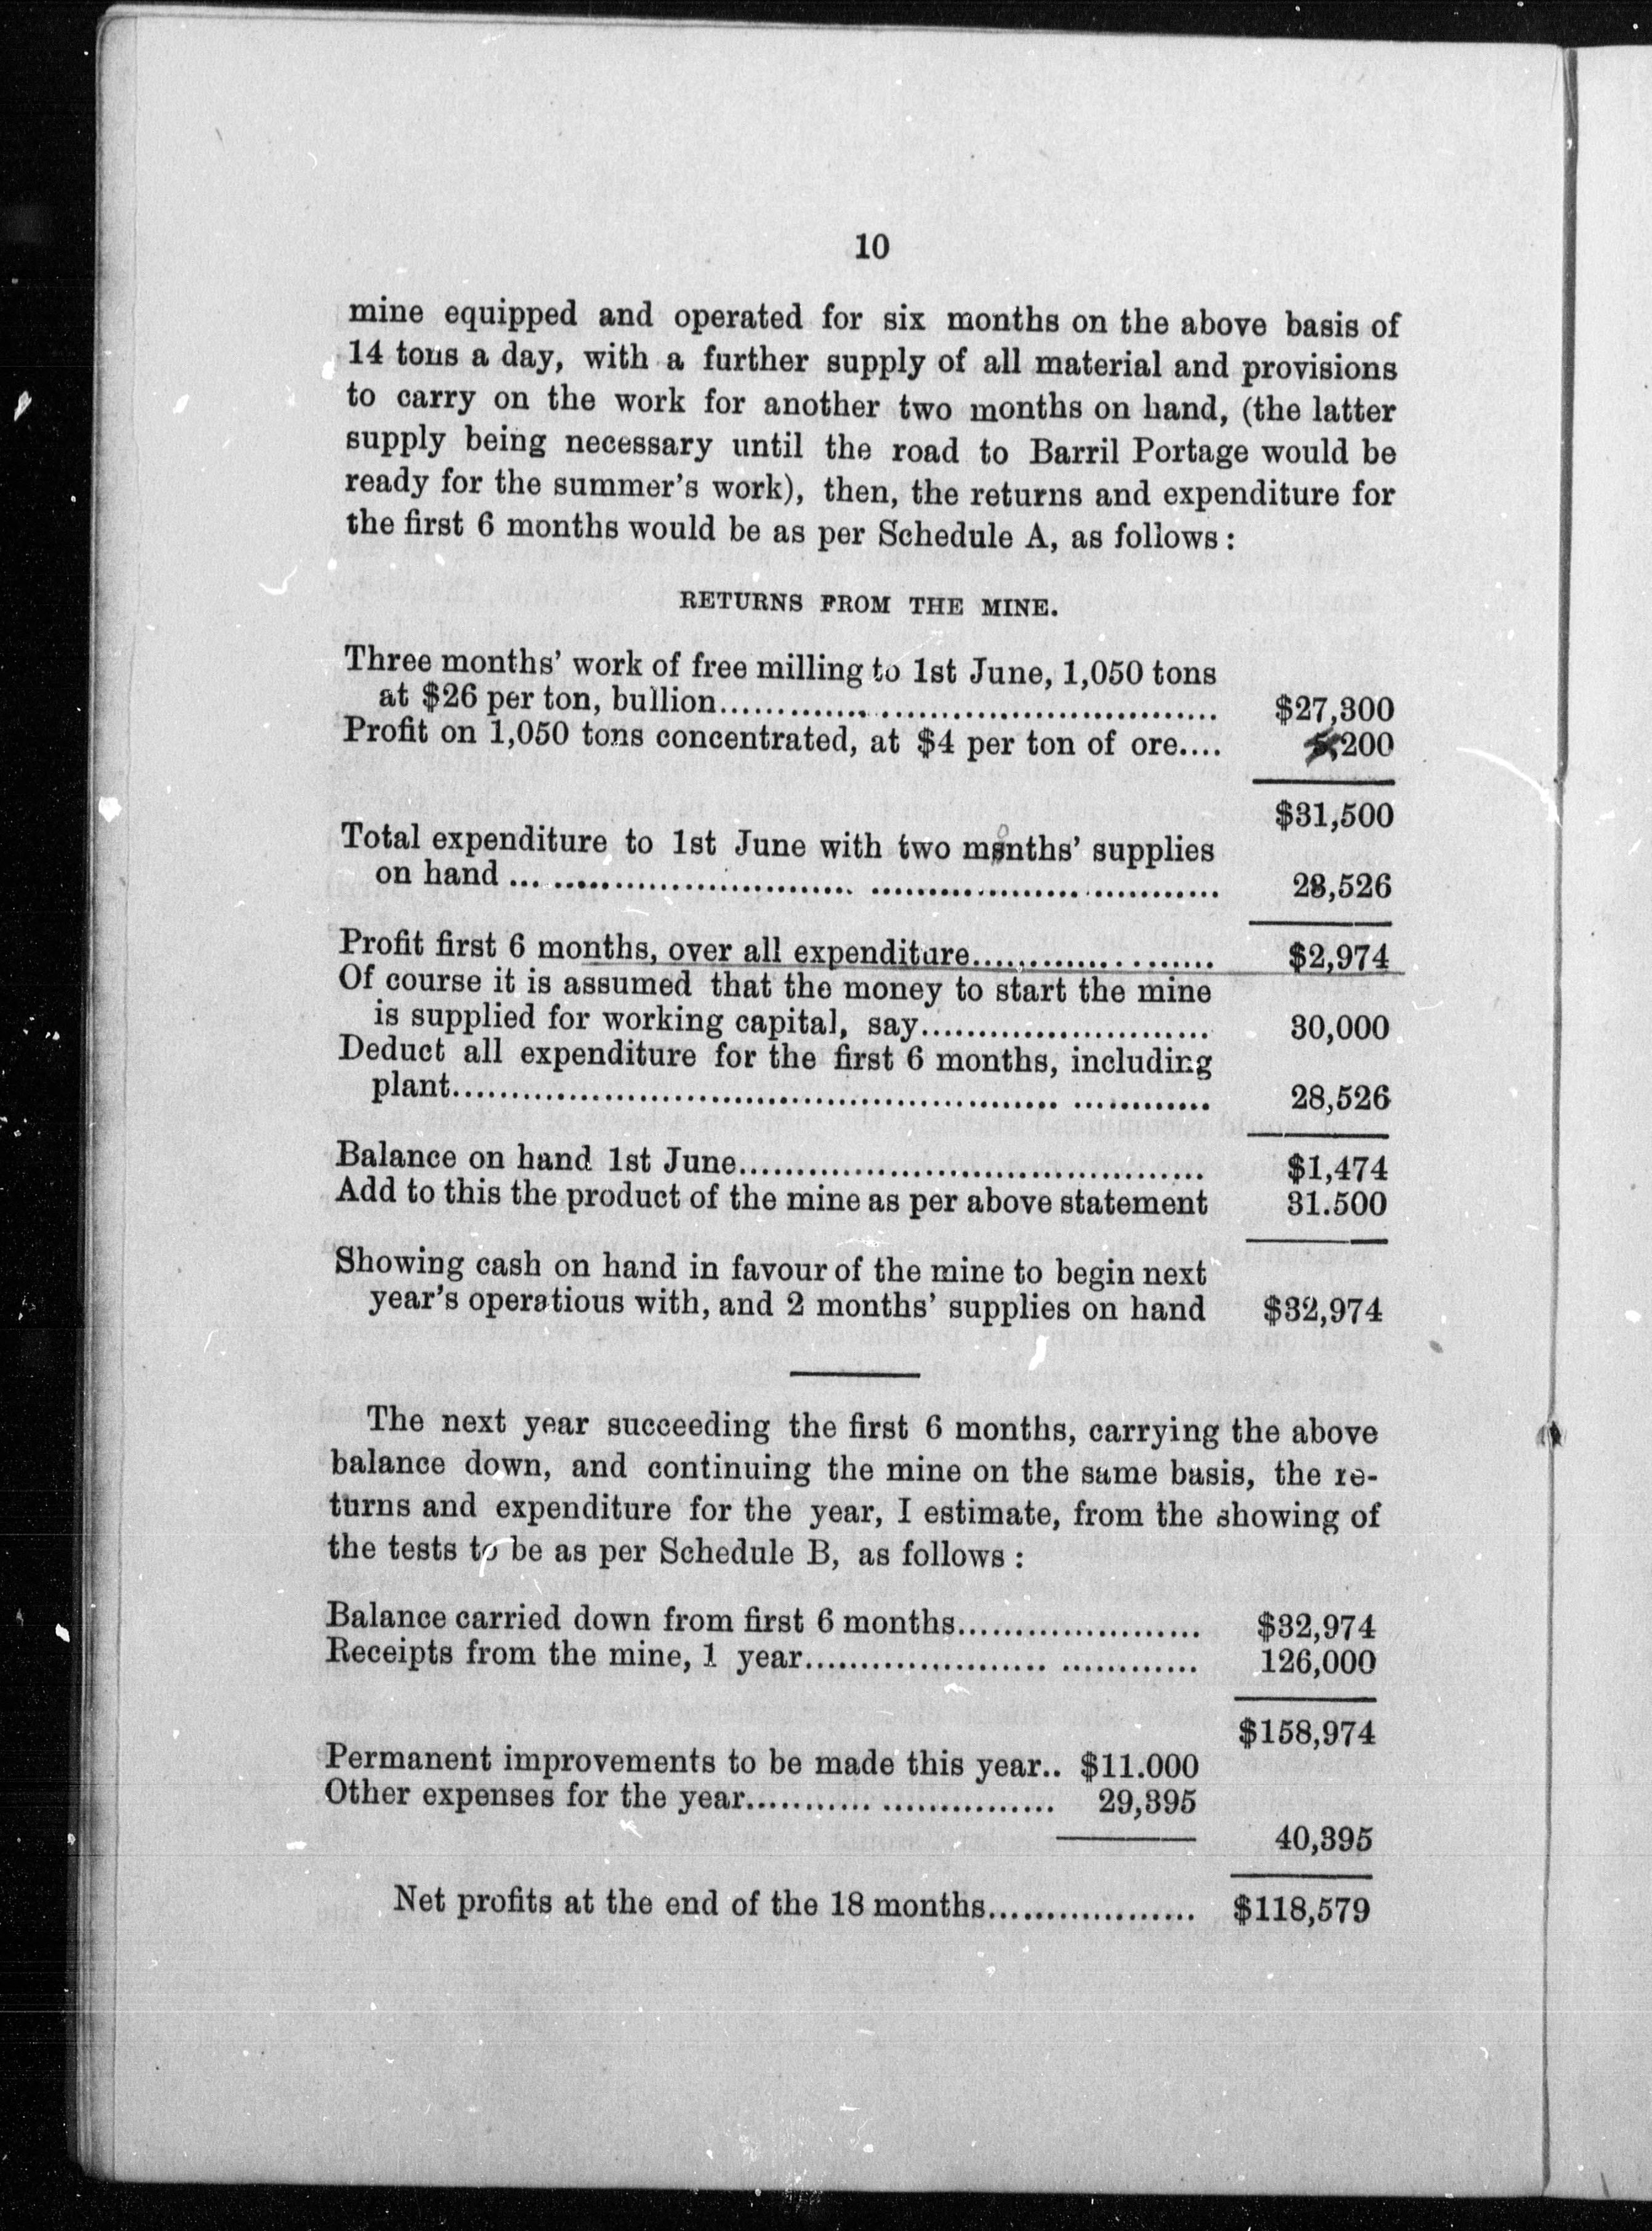 10
mine equipped and operated for six months on the above basis of
14 tons a day, with a further supply of all material and provisions
to carry on the work for another two months on hand, (the latter
supply being necessary until the road to Barril Portage would be
ready for the summer's work), then, the returns and expenditure for
the first 6 months would be as per Schedule A, as follows :
RETURNS FROM THE MINE.
Three months' work of free milling to 1st June, 1,050 tons
at $26 per ton, bullion.................................................. $27,300
Profit on 1,050 tons concentrated, at $4 per ton of ore.... ,200
$31,500
Total expenditure to 1st June with two months' supplies
on hand ... .................................................................. 28,526
Profit first 6 months, over all expenditure......................... $2,974
Of course it is assumed that the money to start the mine
is supplied for working capital, say......................... 30,000
Deduct all expenditure for the first 6 months, including
plant.................................................................. 28,526
Balance on hand 1st June......................................... $1,474
Add to this the product of the mine as per above statement 31.500
Showing cash on hand in favour of the mine to begin next
year's operatious with, and 2 months' supplies on hand $32,974
The next year succeeding the first 6 months, carrying the above
balance down, and continuing the mine on the same basis, the re-
turns and expenditure for the year, I estimate, from the showing of
the tests to be as per Schedule B, as follows :
Balance carried down from first 6 months..................... $32,974
Receipts from the mine, 1 year..................... ............ 126,000
$158,974
Permanent improvements to be made this year.. $11.000
Other expenses for the year........... ............... 29,395
40,395
Net profits at the end of the 18 months.................. $118,579